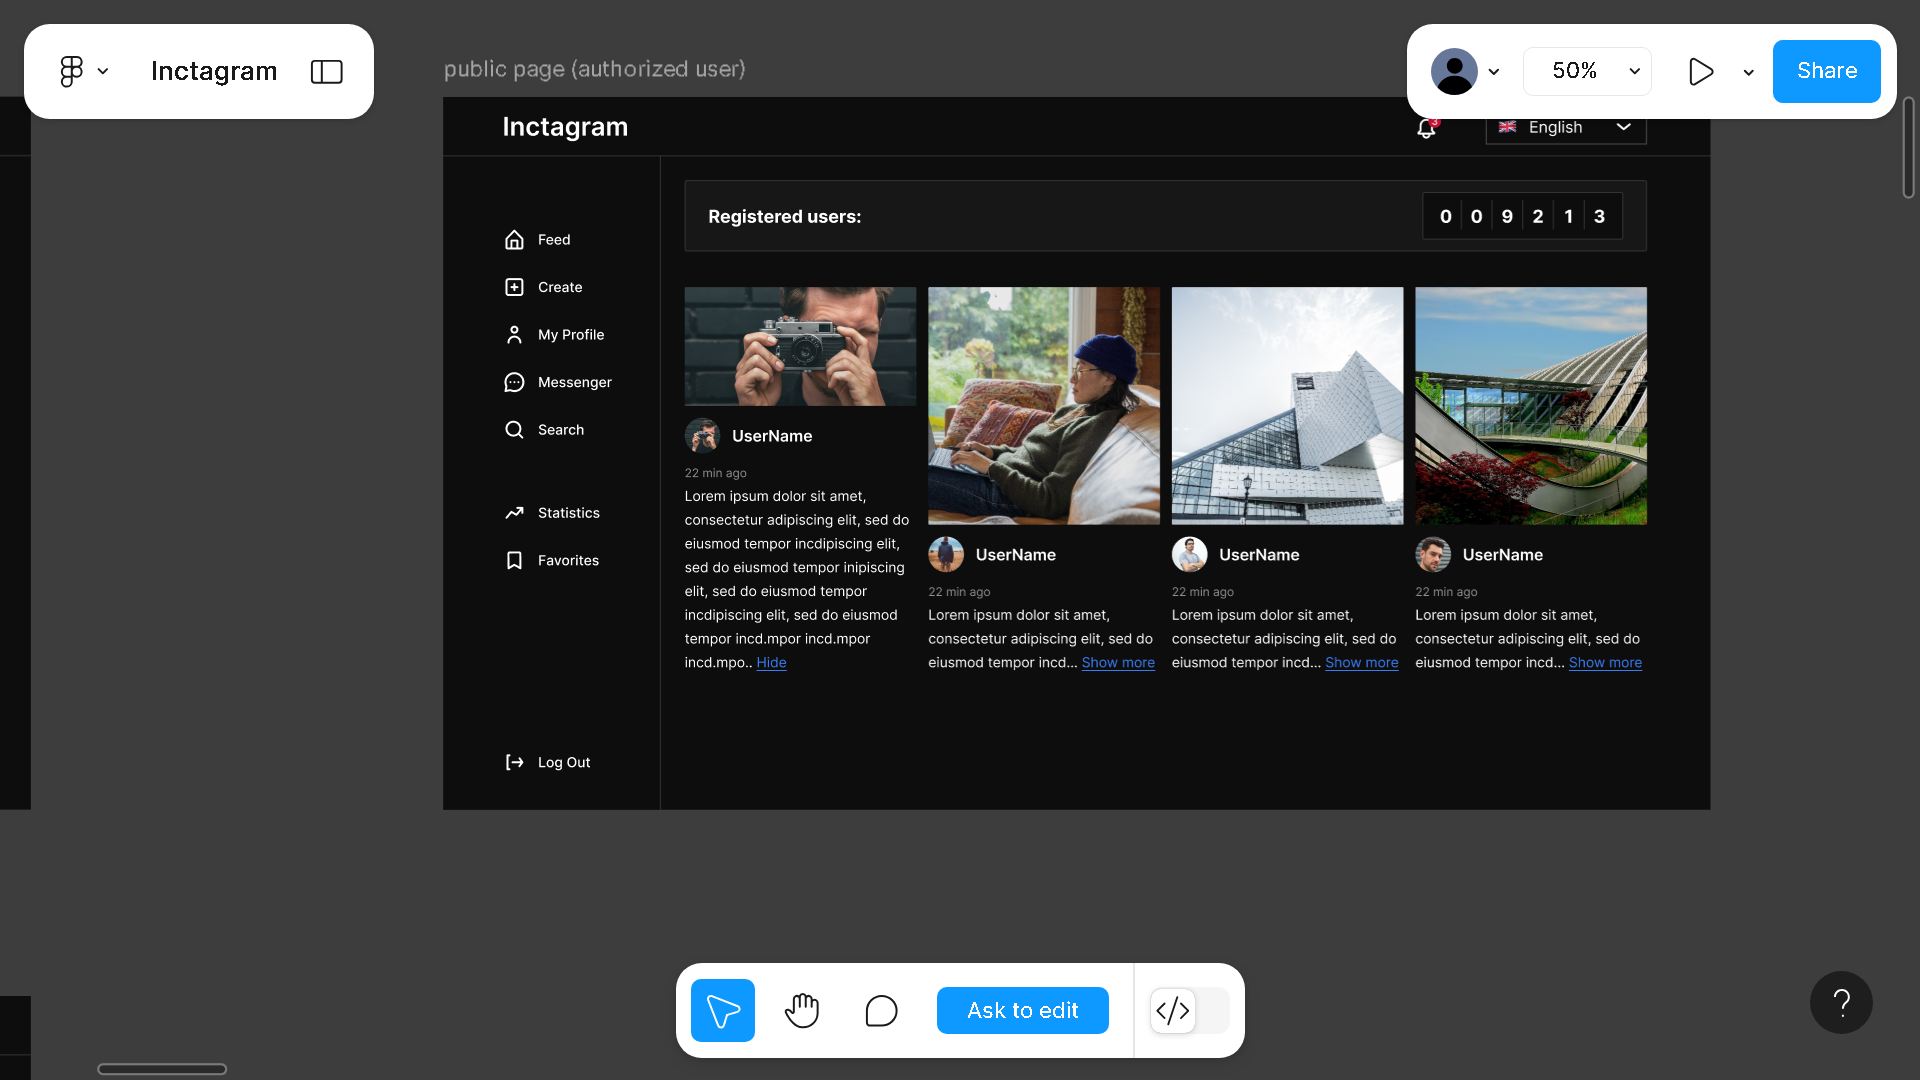 Inctagram
public page (authorized user)
50%
Share
Inctagram
3
English
Registered users:
0 0 9 2 1 3
Feed
Create
My Profile
Messenger
Search
Statistics
Favorites
Log Out
UserName
22 min ago
Lorem ipsum dolor sit amet,
consectetur adipiscing elit, sed do
eiusmod tempor incdipiscing elit,
sed do eiusmod tempor inipiscing
elit, sed do eiusmod tempor
incdipiscing elit, sed do eiusmod
tempor incd.mpor incd.mpor
incd.mpo.. Hide
UserName
22 min ago
Lorem ipsum dolor sit amet,
consectetur adipiscing elit, sed do
eiusmod tempor incd... Show more
UserName
22 min ago
Lorem ipsum dolor sit amet,
consectetur adipiscing elit, sed do
eiusmod tempor incd... Show more
UserName
22 min ago
Lorem ipsum dolor sit amet,
consectetur adipiscing elit, sed do
eiusmod tempor incd... Show more
Ask to edit